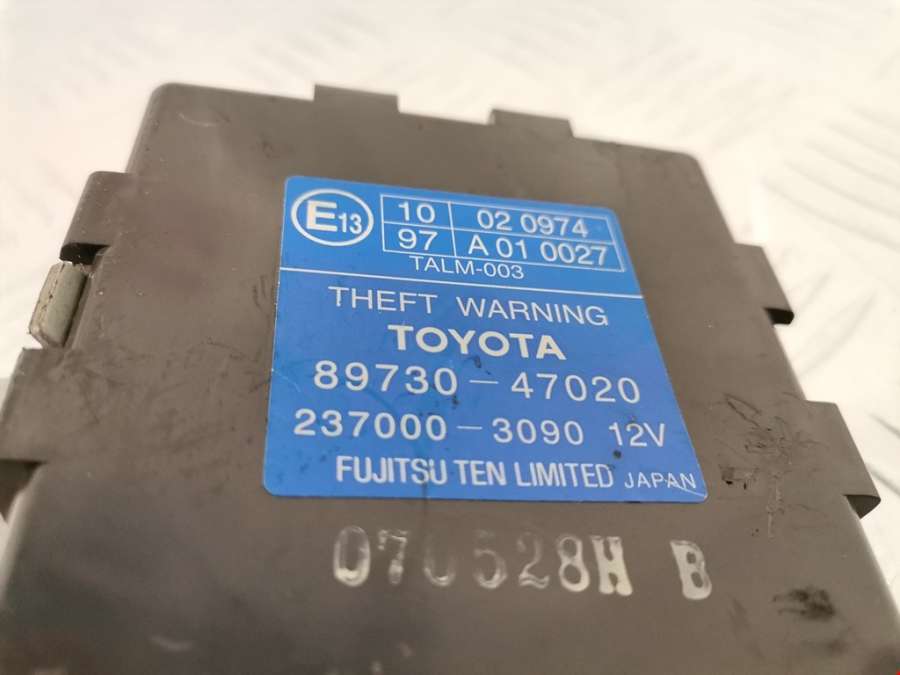 E13
10 02 0974
97 A 01 0027
TALM-003
THEFT WARNING
TOYOTA
89730-47020
237000-3090 12V
FUJITSU TEN LIMITED JAPAN
070528H B